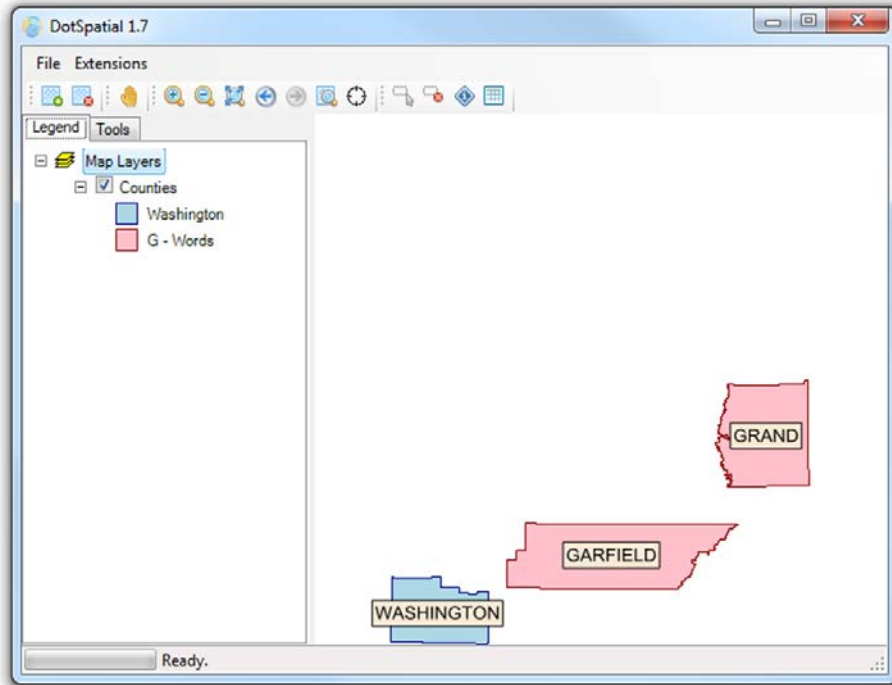 DotSpatial 1.7
File Extensions
Legend Tools
Map Layers
Counties
Washington
G - Words
GRAND
GARFIELD
WASHINGTON
Ready.